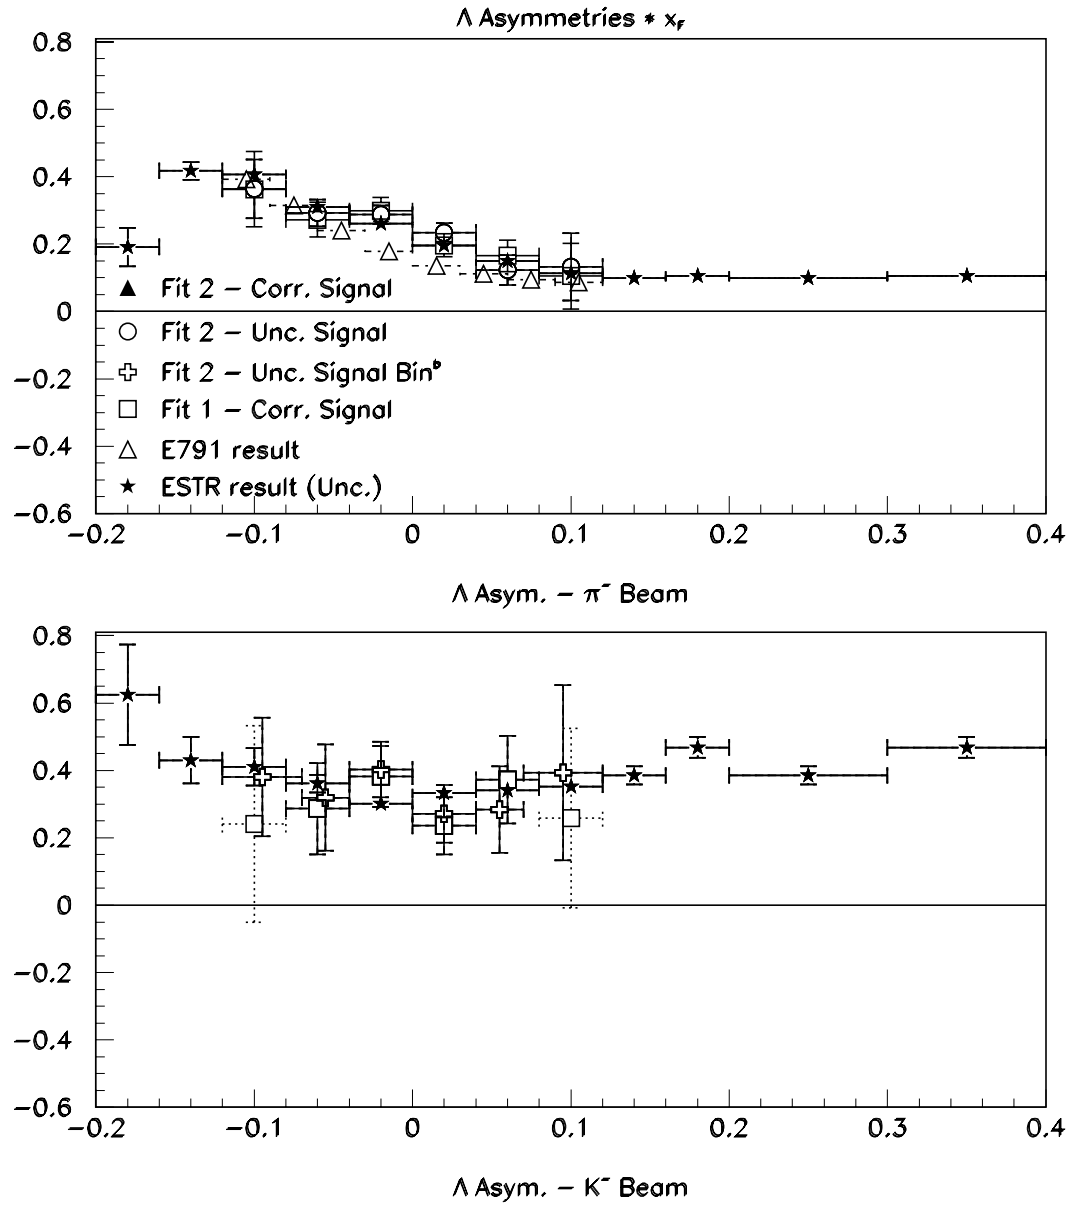 Λ Asymmetries * x_F
0.8
0.6
0.4
0.2
0
−0.2
−0.4
−0.6
▲ Fit 2 − Corr. Signal
○ Fit 2 − Unc. Signal
✚ Fit 2 − Unc. Signal Binᵇ
□ Fit 1 − Corr. Signal
△ E791 result
★ ESTR result (Unc.)
−0.2 −0.1 0 0.1 0.2 0.3 0.4
Λ Asym. − π⁻ Beam
0.8
0.6
0.4
0.2
0
−0.2
−0.4
−0.6
−0.2 −0.1 0 0.1 0.2 0.3 0.4
Λ Asym. − K⁻ Beam